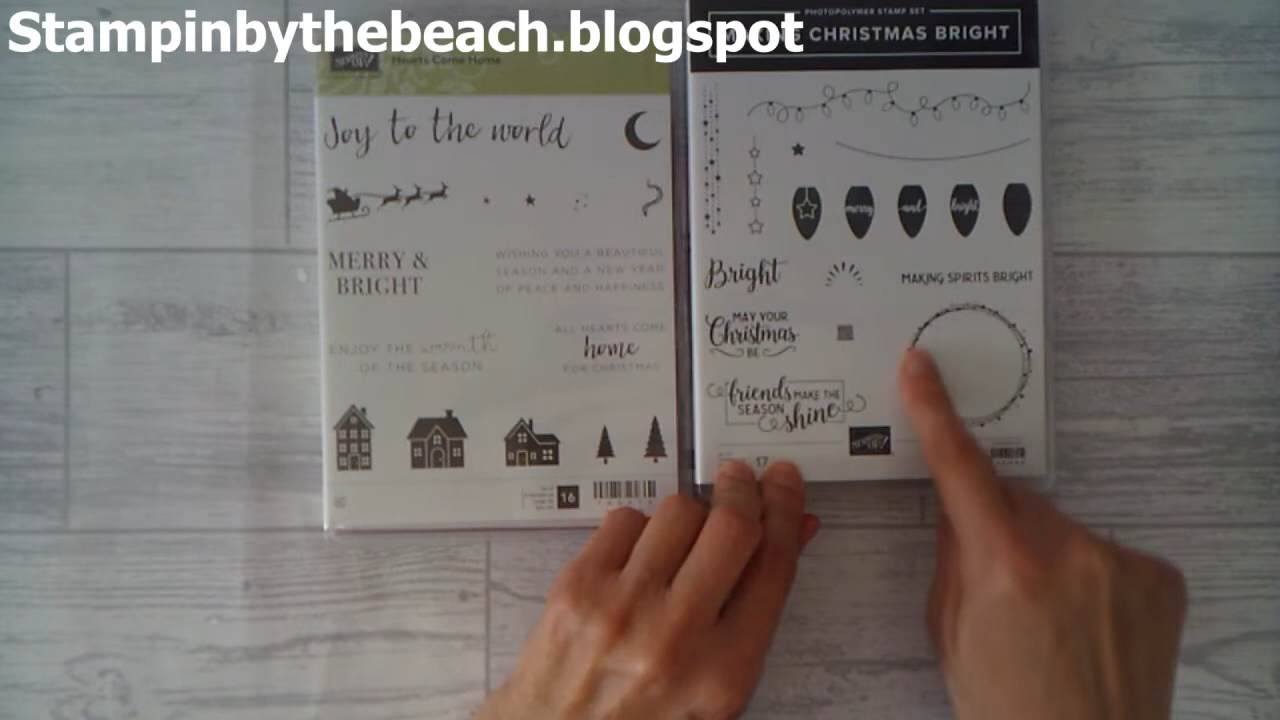 Stampinbythebeach.blogspot
Hearts Come Home
Joy to the world
MERRY &
BRIGHT
WISHING YOU A BEAUTIFUL
SEASON AND A NEW YEAR
OF PEACE AND HAPPINESS
ENJOY THE warmth
OF THE SEASON
ALL HEARTS COME
home
FOR CHRISTMAS
16
PHOTOPOLYMER STAMP SET
CHRISTMAS BRIGHT
merry and bright
Bright
MAKING SPIRITS BRIGHT
MAY YOUR
Christmas
BE
friends MAKE THE
SEASON shine
17